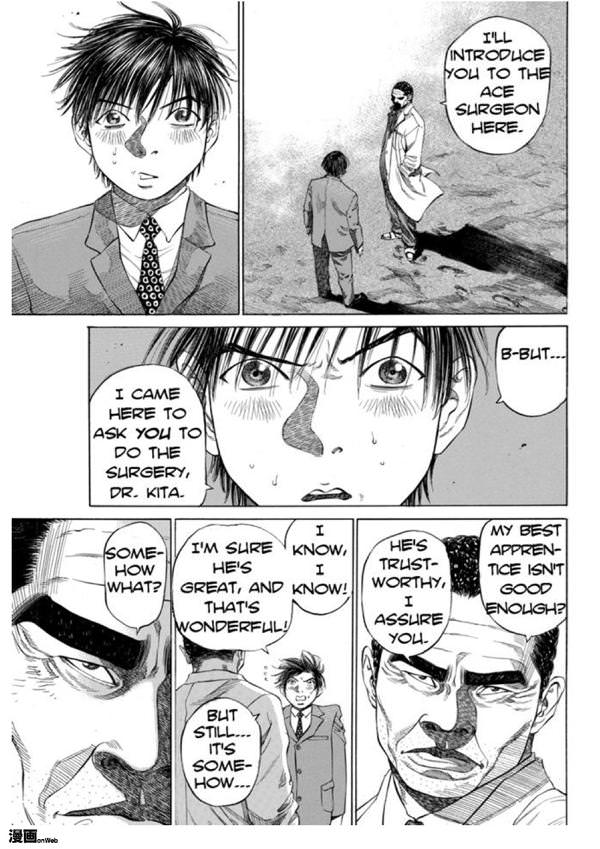 I'LL
INTRODUCE
YOU TO THE
ACE
SURGEON
HERE.
B-BUT...
I CAME
HERE TO
ASK YOU TO
DO THE
SURGERY,
DR. KITA.
MY BEST
APPREN-
TICE ISN'T
GOOD
ENOUGH?
HE'S
TRUST-
WORTHY,
I
ASSURE
YOU.
I
KNOW,
I
KNOW!
I'M SURE
HE'S
GREAT, AND
THAT'S
WONDERFUL!
BUT
STILL...
IT'S
SOME-
HOW...
SOME-
HOW
WHAT?
漫画onWeb